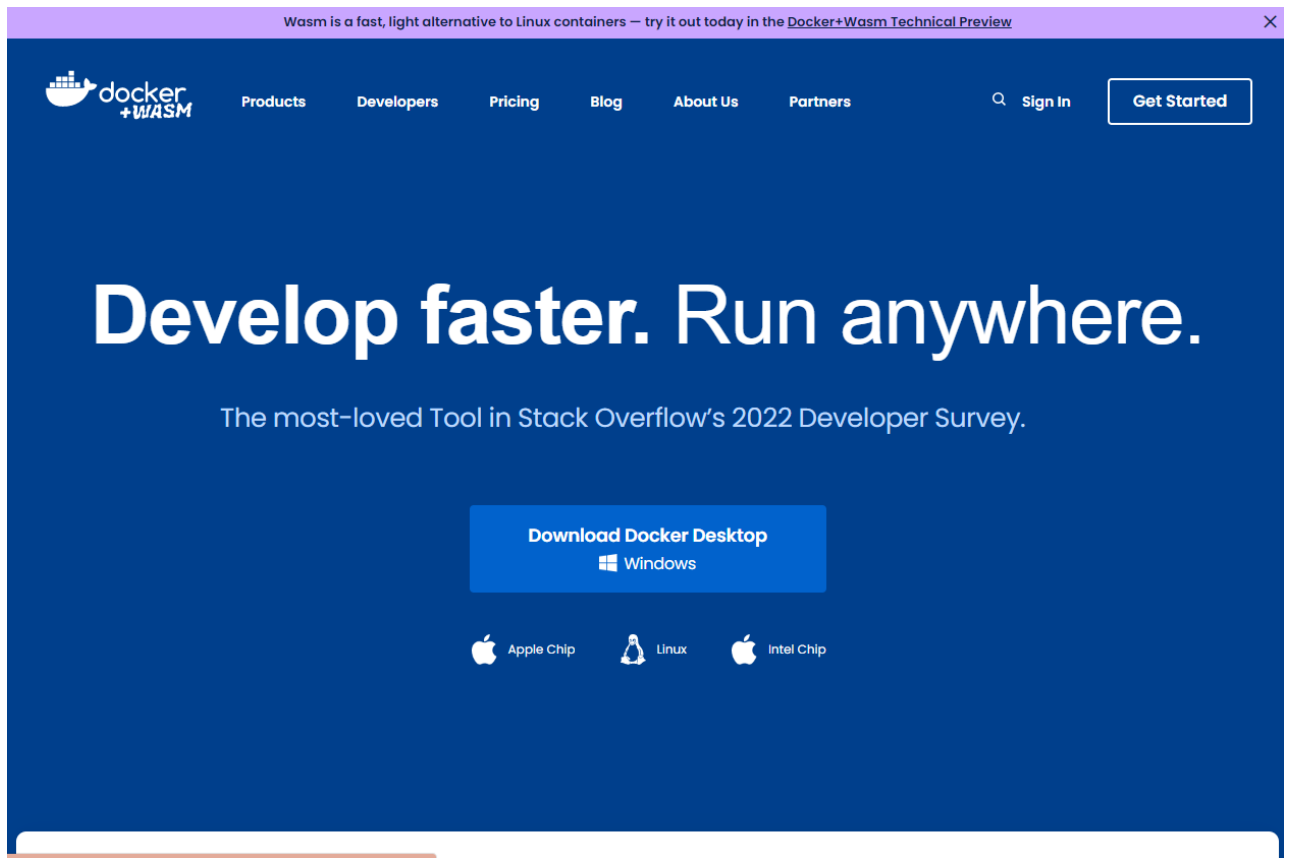 Wasm is a fast, light alternative to Linux containers — try it out today in the Docker+Wasm Technical Preview
docker
+WASM
Products
Developers
Pricing
Blog
About Us
Partners
Sign In
Get Started
Develop faster. Run anywhere.
The most-loved Tool in Stack Overflow’s 2022 Developer Survey.
Download Docker Desktop
Windows
Apple Chip
Linux
Intel Chip